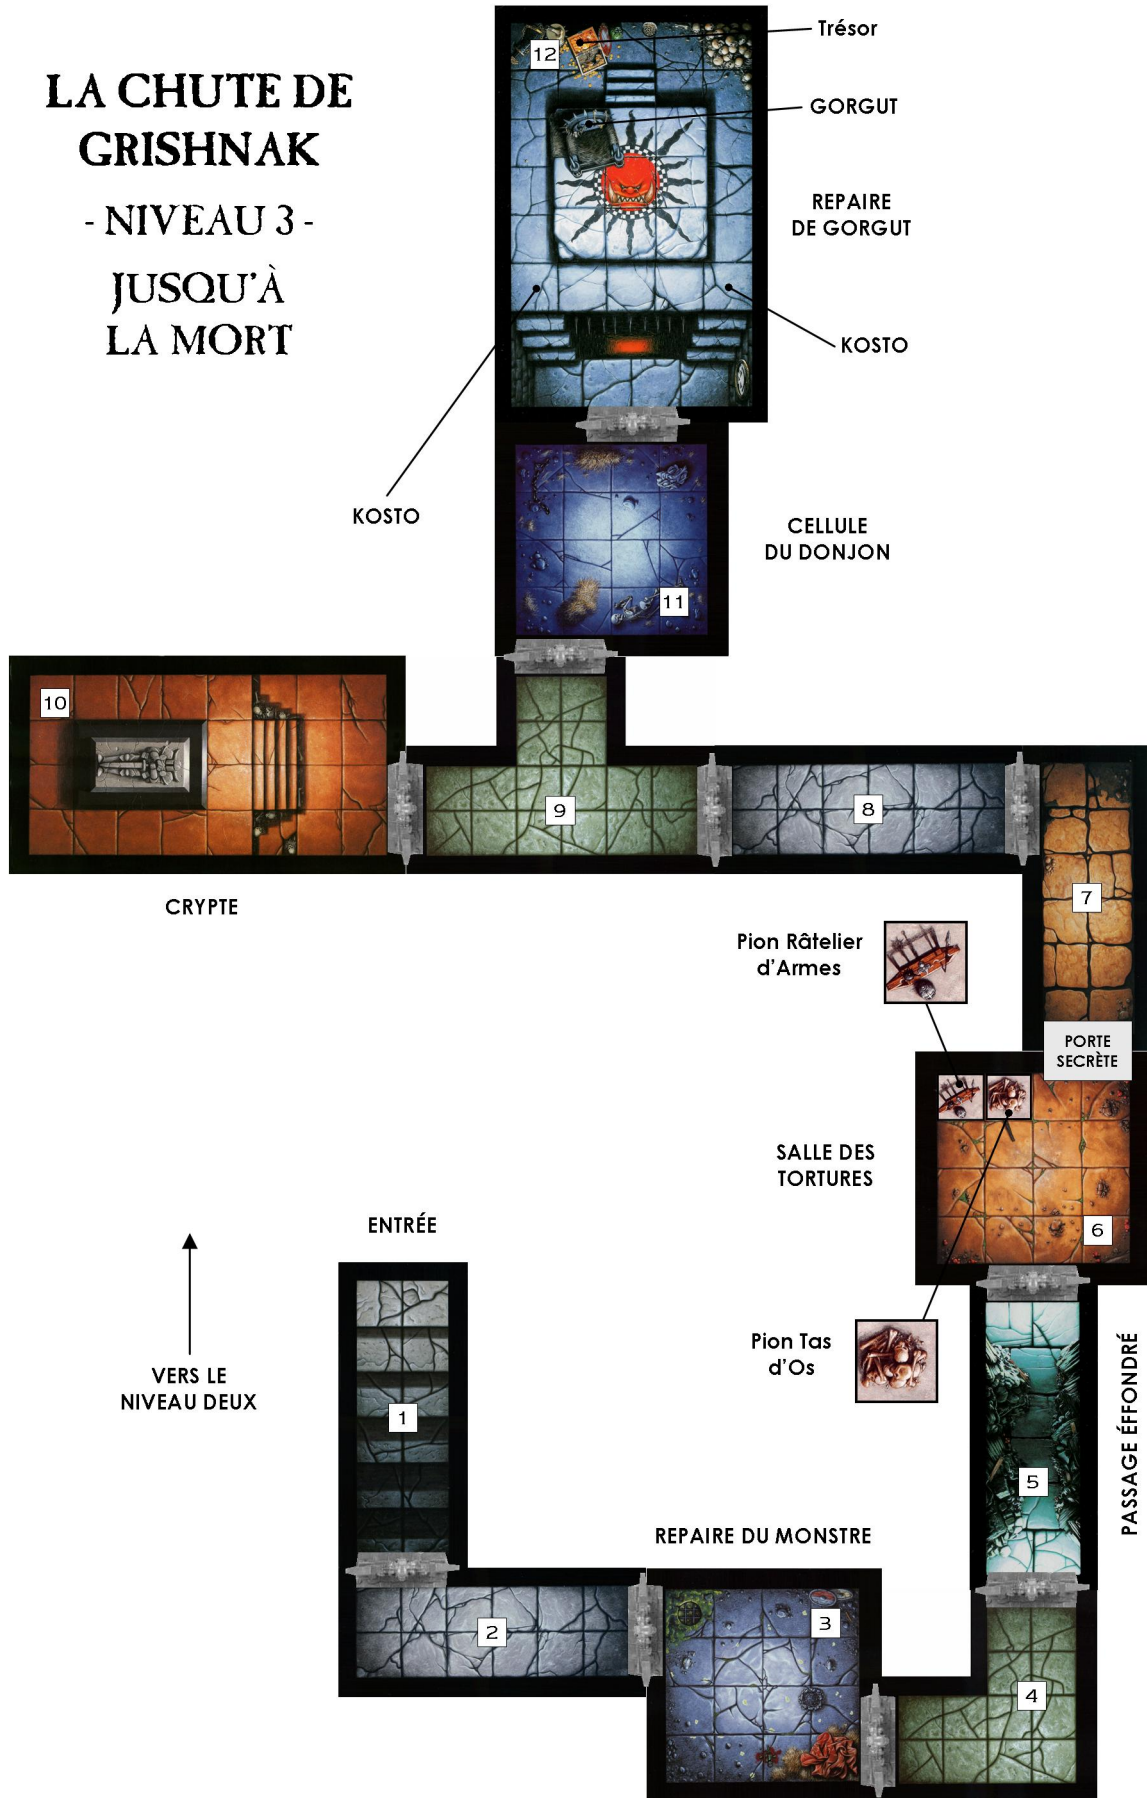 LA CHUTE DE
GRISHNAK
- NIVEAU 3 -
JUSQU'À
LA MORT
12
Trésor
GORGUT
REPAIRE
DE GORGUT
KOSTO
KOSTO
CELLULE
DU DONJON
11
10
9
8
7
CRYPTE
Pion Râtelier
d'Armes
PORTE
SECRÈTE
SALLE DES
TORTURES
6
ENTRÉE
VERS LE
NIVEAU DEUX
1
Pion Tas
d'Os
PASSAGE ÉFFONDRÉ
5
REPAIRE DU MONSTRE
2
3
4